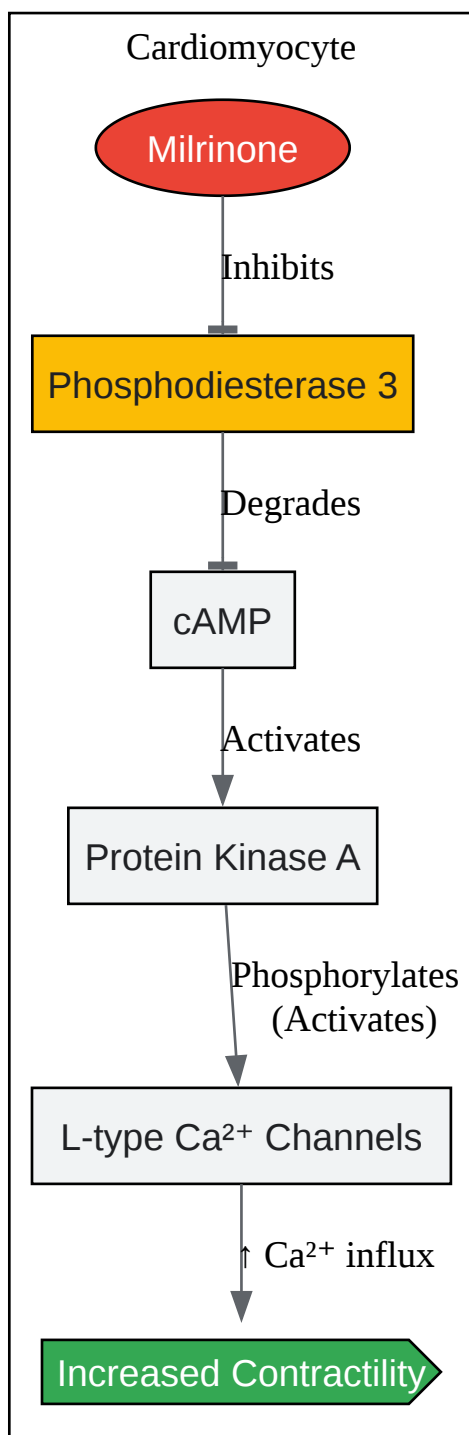 Cardiomyocyte
Milrinone
Inhibits
Phosphodiesterase 3
Degrades
cAMP
Activates
Protein Kinase A
Phosphorylates
(Activates)
L-type Ca²⁺ Channels
↑ Ca²⁺ influx
Increased Contractility